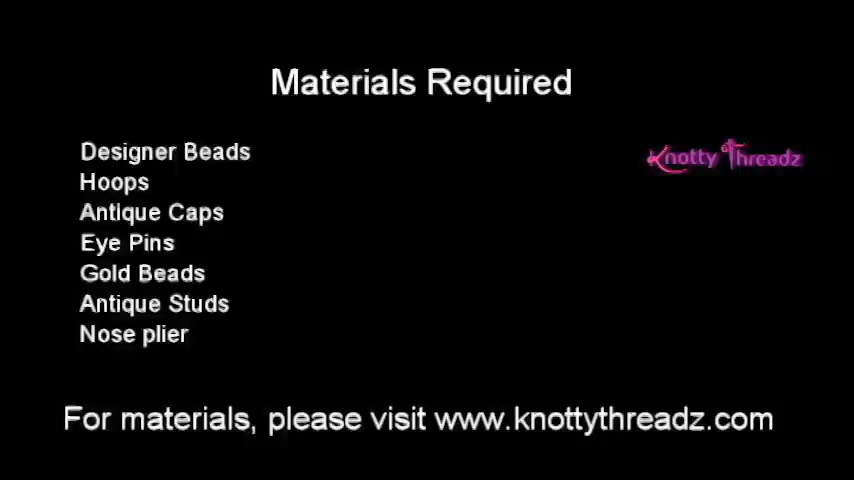 Materials Required
Designer Beads
Knotty Threadz
Hoops
Antique Caps
Eye Pins
Gold Beads
Antique Studs
Nose plier
For materials, please visit www.knottythreadz.com